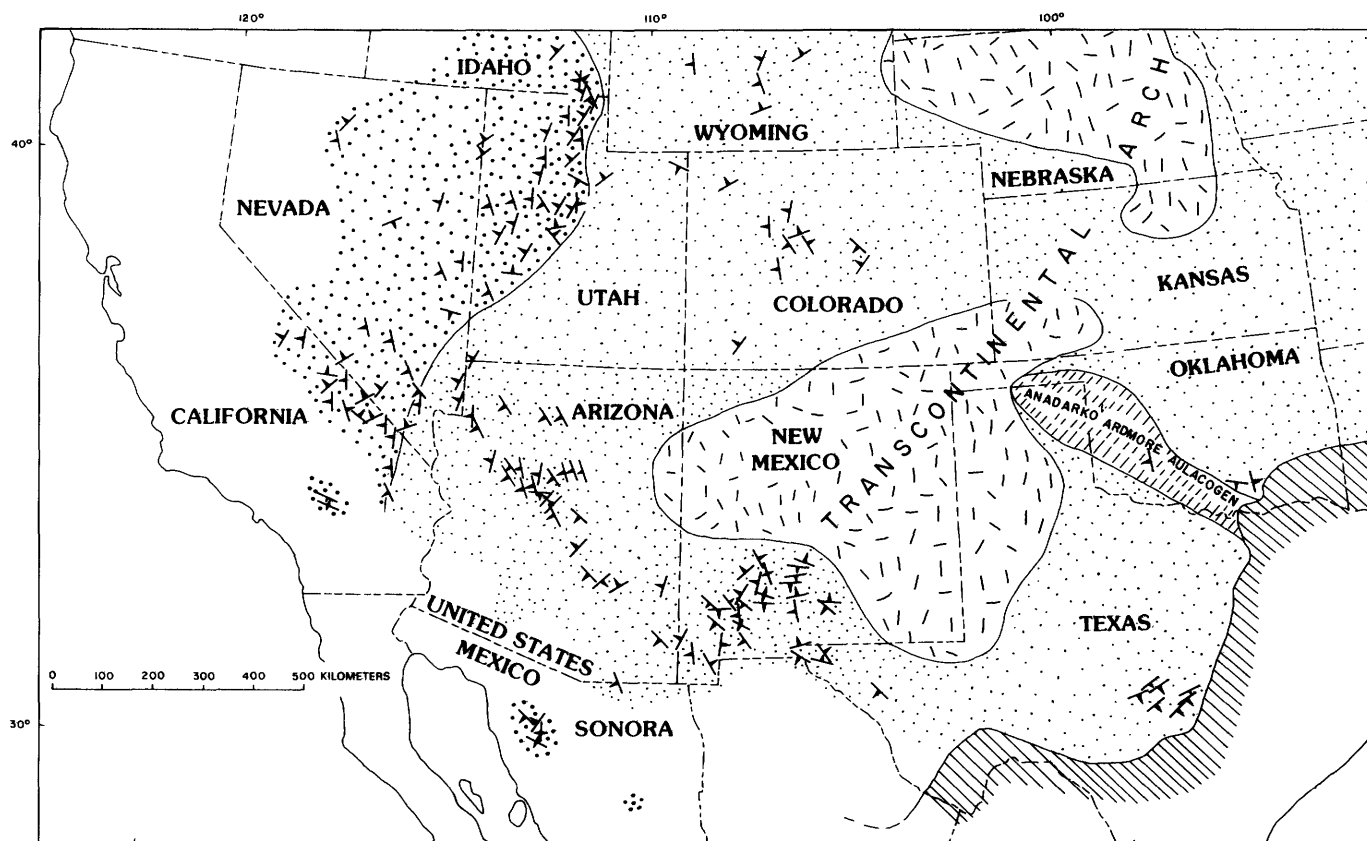 120°
110°
100°
IDAHO
WYOMING
ARCH
40°
NEBRASKA
NEVADA
UTAH
COLORADO
KANSAS
TRANSCONTINENTAL
OKLAHOMA
CALIFORNIA
ARIZONA
NEW
MEXICO
ANADARKO ARDMORE AULACOGEN
UNITED STATES
MEXICO
TEXAS
0 100 200 300 400 500 KILOMETERS
30°
SONORA